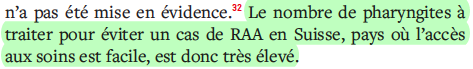 n’a pas été mise en évidence.32 Le nombre de pharyngites à
traiter pour éviter un cas de RAA en Suisse, pays où l’accès
aux soins est facile, est donc très élevé.